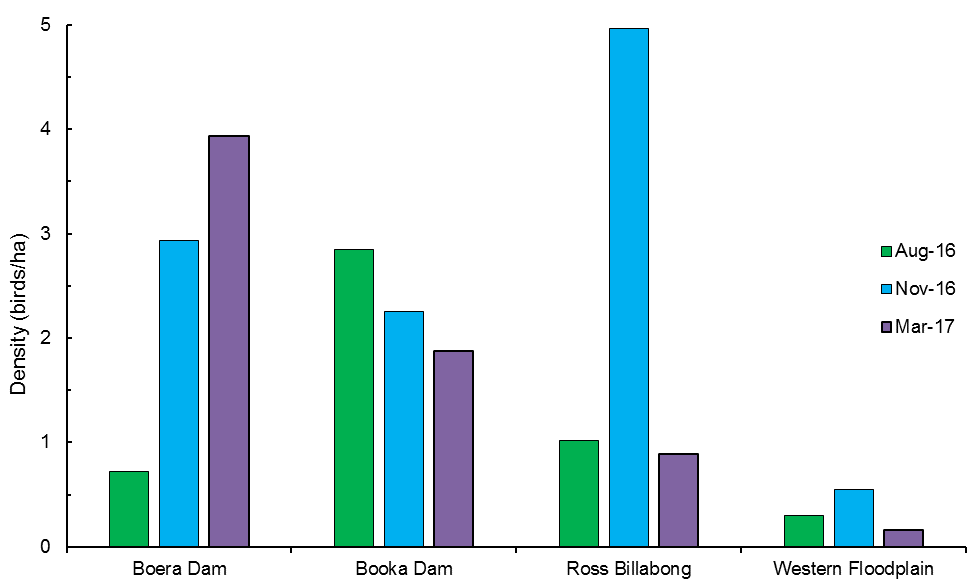 5
4
3
2
1
0
Density (birds/ha)
Boera Dam
Booka Dam
Ross Billabong
Western Floodplain
Aug-16
Nov-16
Mar-17